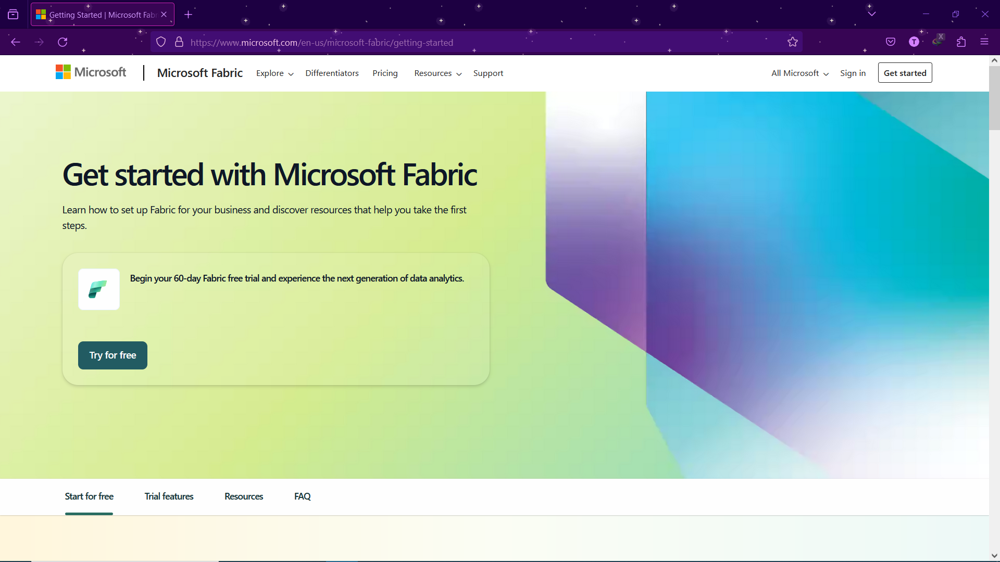 Getting Started | Microsoft Fabr
https://www.microsoft.com/en-us/microsoft-fabric/getting-started
T
X
Microsoft
Microsoft Fabric
Explore
Differentiators
Pricing
Resources
Support
All Microsoft
Sign in
Get started
Get started with Microsoft Fabric
Learn how to set up Fabric for your business and discover resources that help you take the first
steps.
Begin your 60-day Fabric free trial and experience the next generation of data analytics.
Try for free
Start for free
Trial features
Resources
FAQ